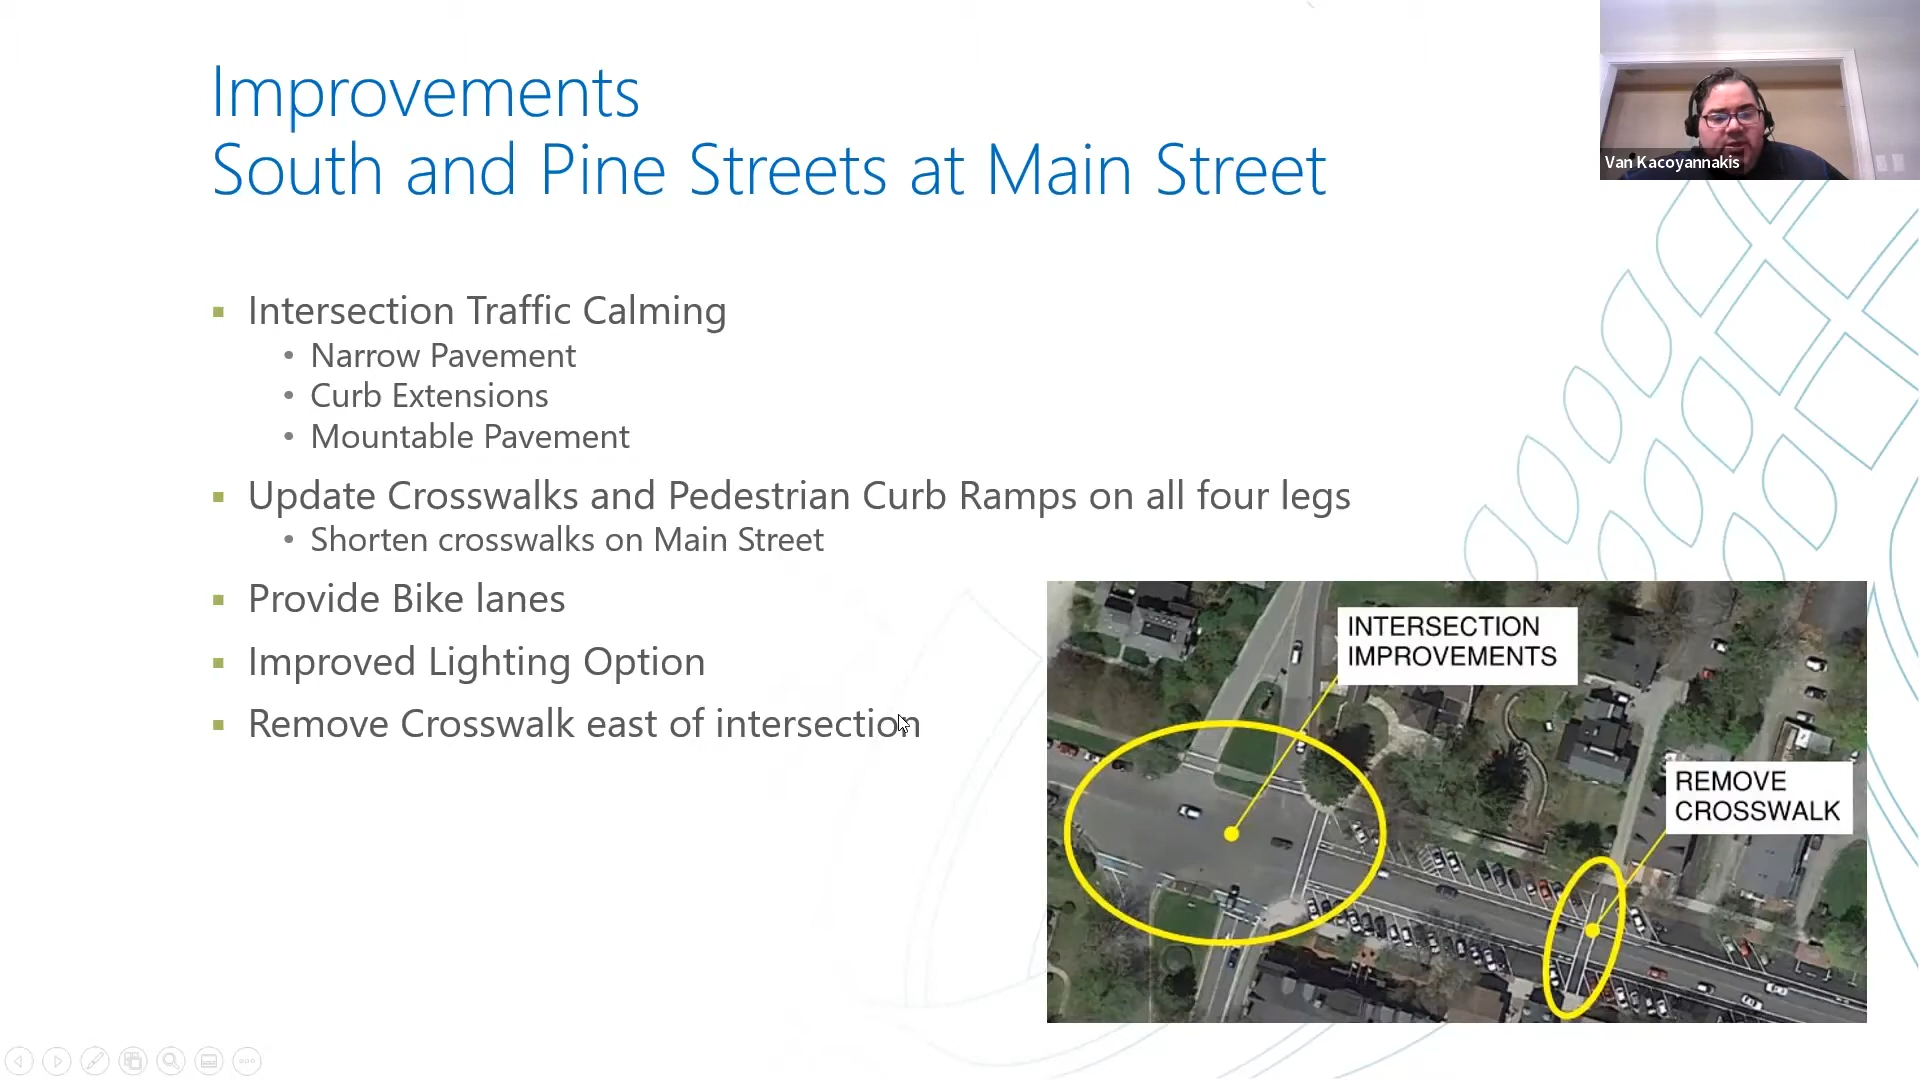 Improvements
South and Pine Streets at Main Street
Van Kacoyannakis
▪ Intersection Traffic Calming
• Narrow Pavement
• Curb Extensions
• Mountable Pavement
▪ Update Crosswalks and Pedestrian Curb Ramps on all four legs
• Shorten crosswalks on Main Street
▪ Provide Bike lanes
▪ Improved Lighting Option
▪ Remove Crosswalk east of intersection
INTERSECTION
IMPROVEMENTS
REMOVE
CROSSWALK